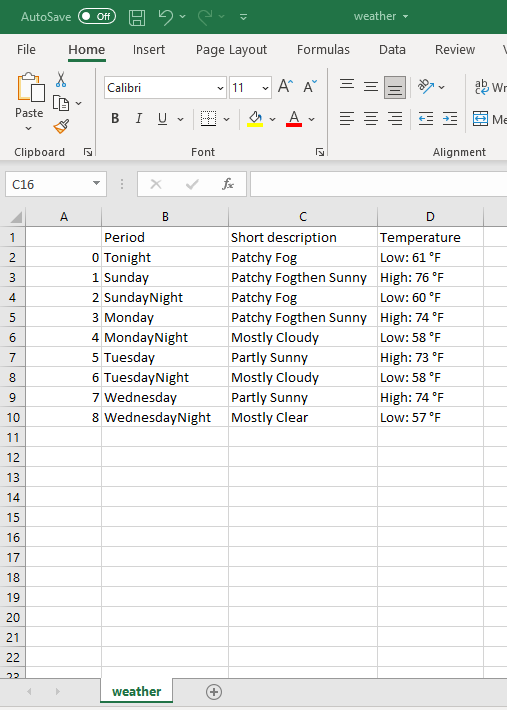 AutoSave Off weather
File Home Insert Page Layout Formulas Data Review
Calibri 11 A A ab Wr
Paste B I U A Me
Clipboard Font Alignment
C16 fx
A B C D
1 Period Short description Temperature
2 0 Tonight Patchy Fog Low: 61 °F
3 1 Sunday Patchy Fogthen Sunny High: 76 °F
4 2 SundayNight Patchy Fog Low: 60 °F
5 3 Monday Patchy Fogthen Sunny High: 74 °F
6 4 MondayNight Mostly Cloudy Low: 58 °F
7 5 Tuesday Partly Sunny High: 73 °F
8 6 TuesdayNight Mostly Cloudy Low: 58 °F
9 7 Wednesday Partly Sunny High: 74 °F
10 8 WednesdayNight Mostly Clear Low: 57 °F
11
12
13
14
15
16
17
18
19
20
21
22
23
weather